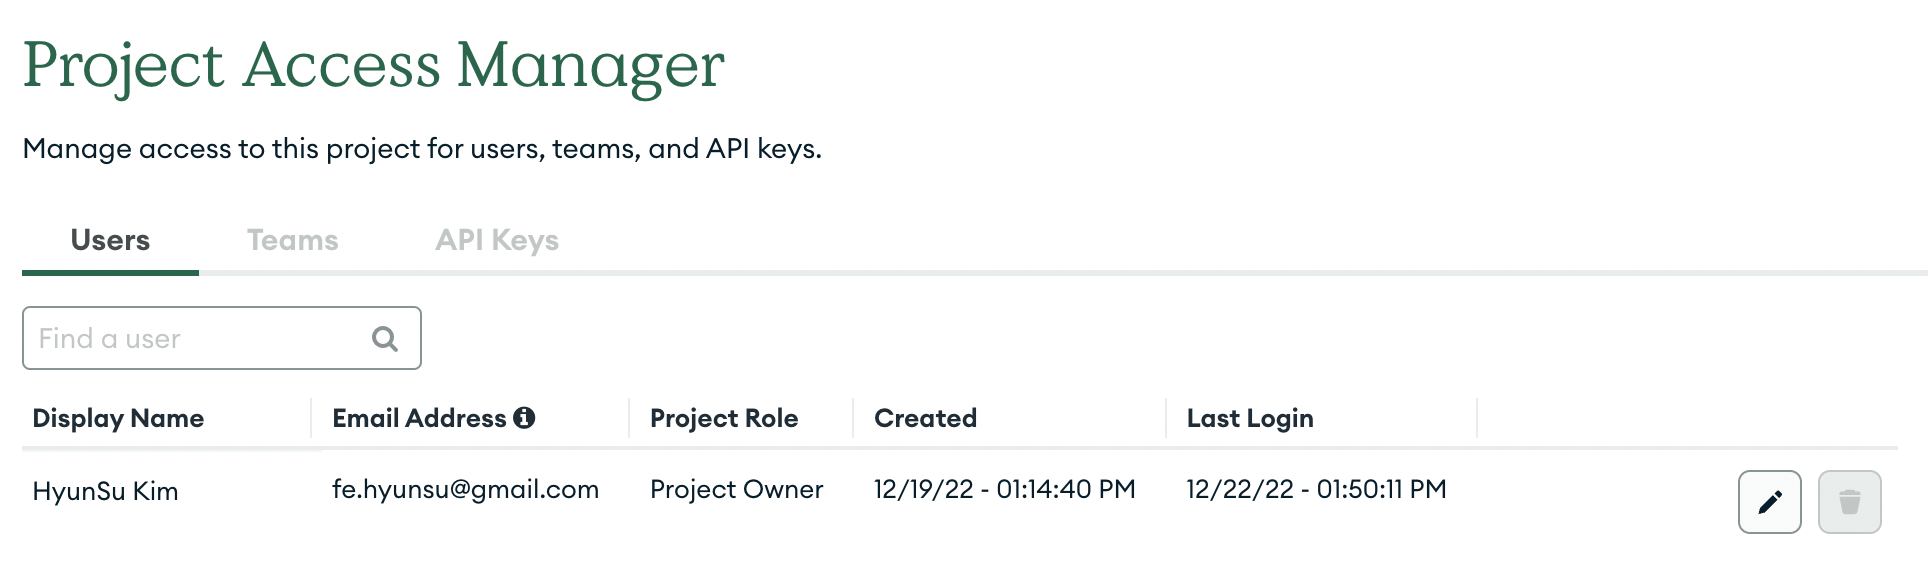 Project Access Manager
Manage access to this project for users, teams, and API keys.
Users Teams API Keys
Find a user
Display Name Email Address Project Role Created Last Login
HyunSu Kim fe.hyunsu@gmail.com Project Owner 12/19/22 - 01:14:40 PM 12/22/22 - 01:50:11 PM